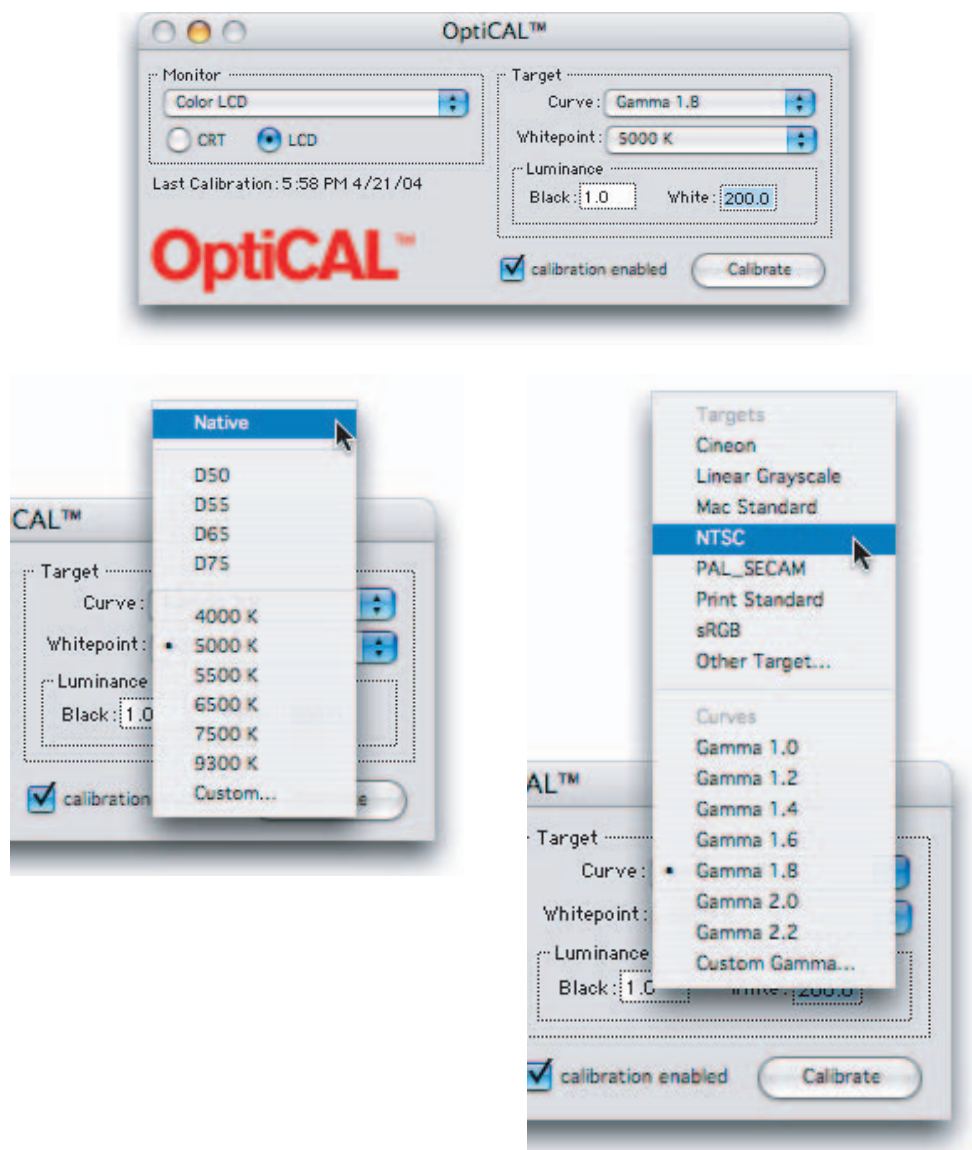 OptiCAL™
Monitor
Color LCD
CRT LCD
Last Calibration: 5:58 PM 4/21/04
OptiCAL™
Target
Curve: Gamma 1.8
Whitepoint: 5000 K
Luminance
Black: 1.0 White: 200.0
calibration enabled Calibrate
CAL™
Target
Curve:
Whitepoint:
Luminance
Black: 1.0
calibration
Native
D50
D55
D65
D75
4000 K
• 5000 K
5500 K
6500 K
7500 K
9300 K
Custom...
AL™
Target
Curve:
Whitepoint:
Luminance
Black: 1.0 White: 200.0
calibration enabled Calibrate
Targets
Cineon
Linear Grayscale
Mac Standard
NTSC
PAL_SECAM
Print Standard
sRGB
Other Target...
Curves
Gamma 1.0
Gamma 1.2
Gamma 1.4
Gamma 1.6
• Gamma 1.8
Gamma 2.0
Gamma 2.2
Custom Gamma...